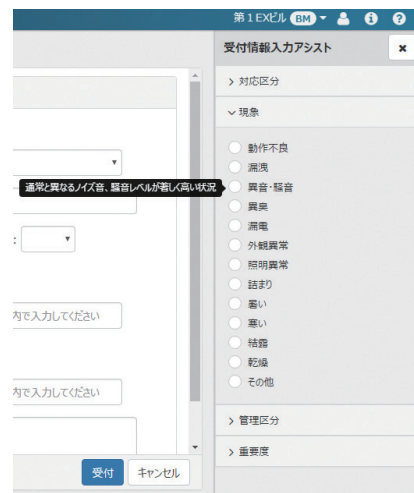 第1EXビル BM
受付情報入力アシスト
×
> 対応区分
現象
動作不良
漏洩
通常と異なるノイズ音、騒音レベルが著しく高い状況
異音・騒音
異臭
漏電
:
外観異常
照明異常
詰まり
暑い
内で入力してください
寒い
結露
乾燥
その他
内で入力してください
> 管理区分
> 重要度
受付
キャンセル